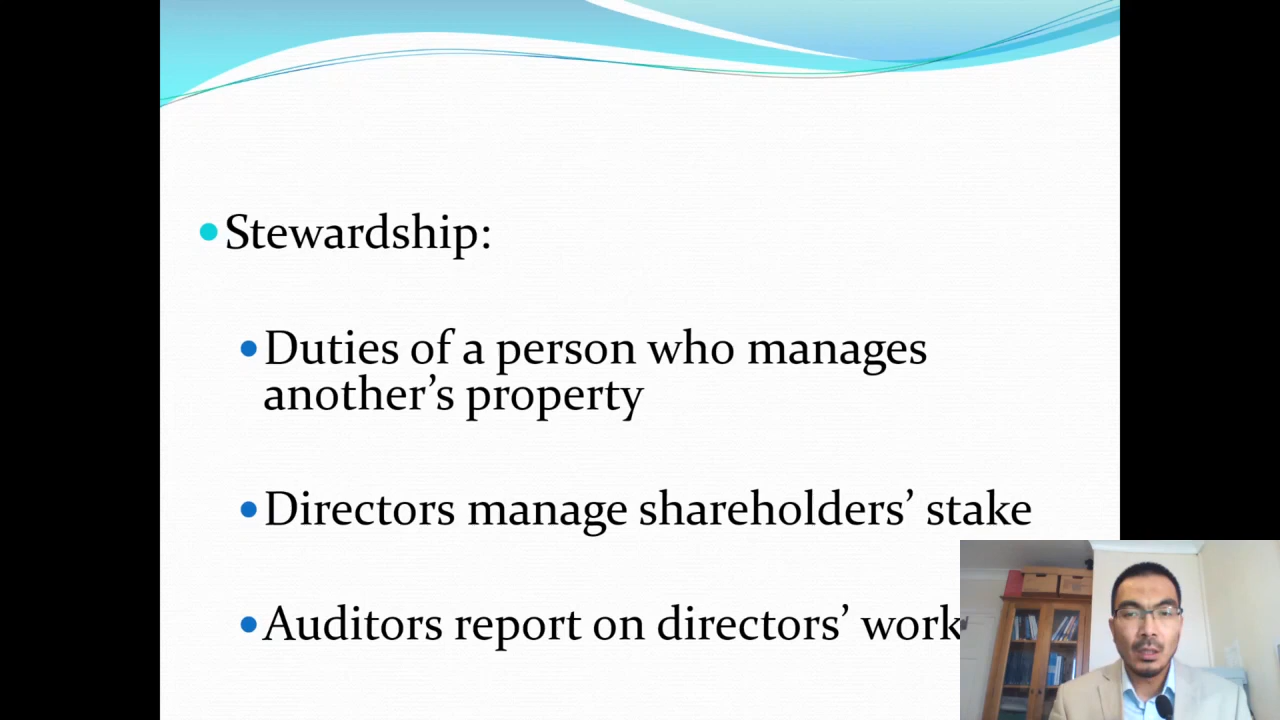 Stewardship:
Duties of a person who manages
another’s property
Directors manage shareholders’ stake
Auditors report on directors’ work